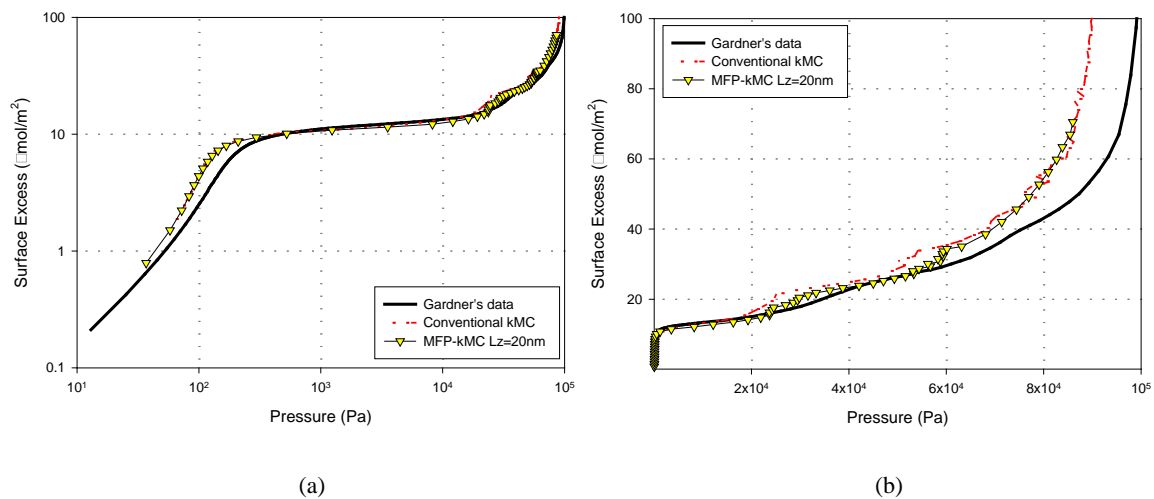 100
10
1
0.1
Surface Excess (□mol/m²)
Gardner's data
Conventional kMC
MFP-kMC Lz=20nm
10¹
10²
10³
10⁴
10⁵
Pressure (Pa)
(a)
100
80
60
40
20
Surface Excess (□mol/m²)
Gardner's data
Conventional kMC
MFP-kMC Lz=20nm
2x10⁴
4x10⁴
6x10⁴
8x10⁴
10⁵
Pressure (Pa)
(b)